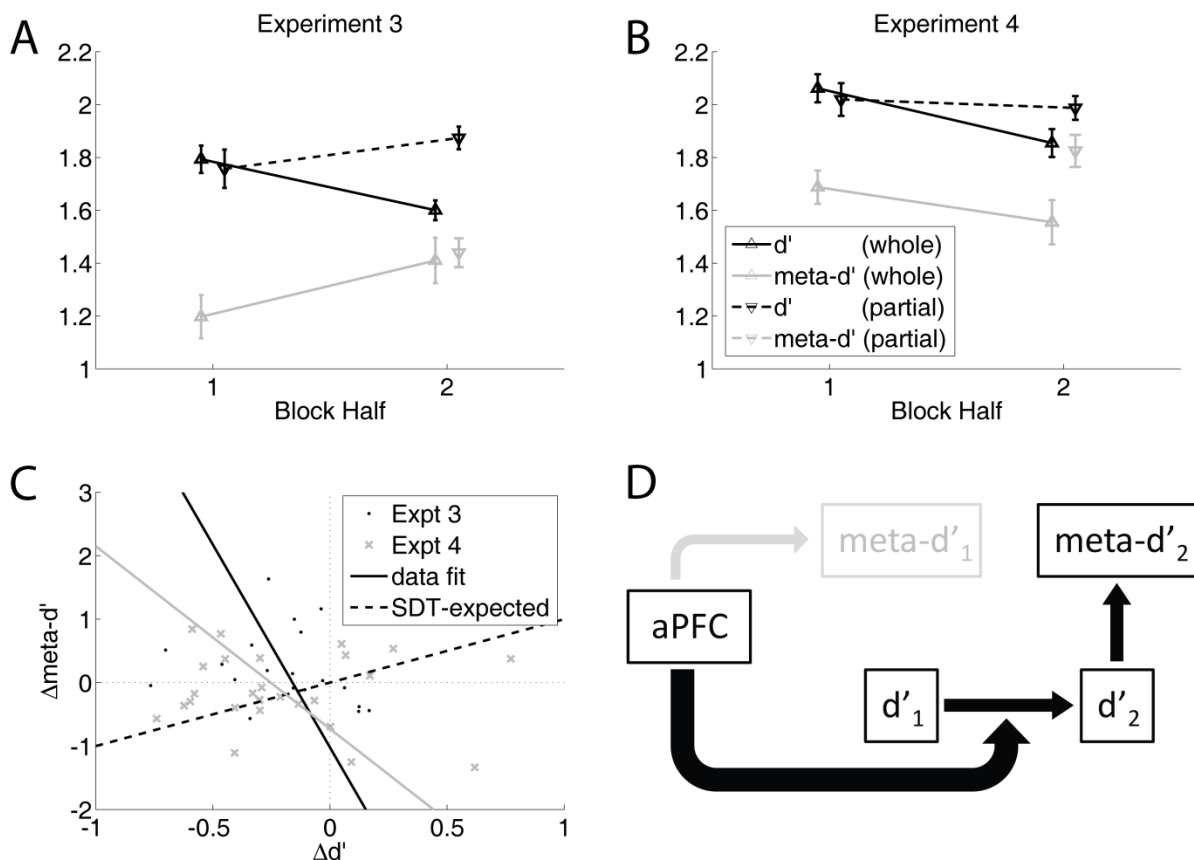 A
Experiment 3
2.2
2
1.8
1.6
1.4
1.2
1
1
2
Block Half
B
Experiment 4
2.2
2
1.8
1.6
1.4
1.2
1
d' (whole)
meta-d' (whole)
d' (partial)
meta-d' (partial)
1
2
Block Half
C
3
2
1
0
-1
-2
Δmeta-d'
Expt 3
Expt 4
data fit
SDT-expected
-1
-0.5
0
0.5
1
Δd'
D
meta-d’1
meta-d’2
aPFC
d’1
d’2